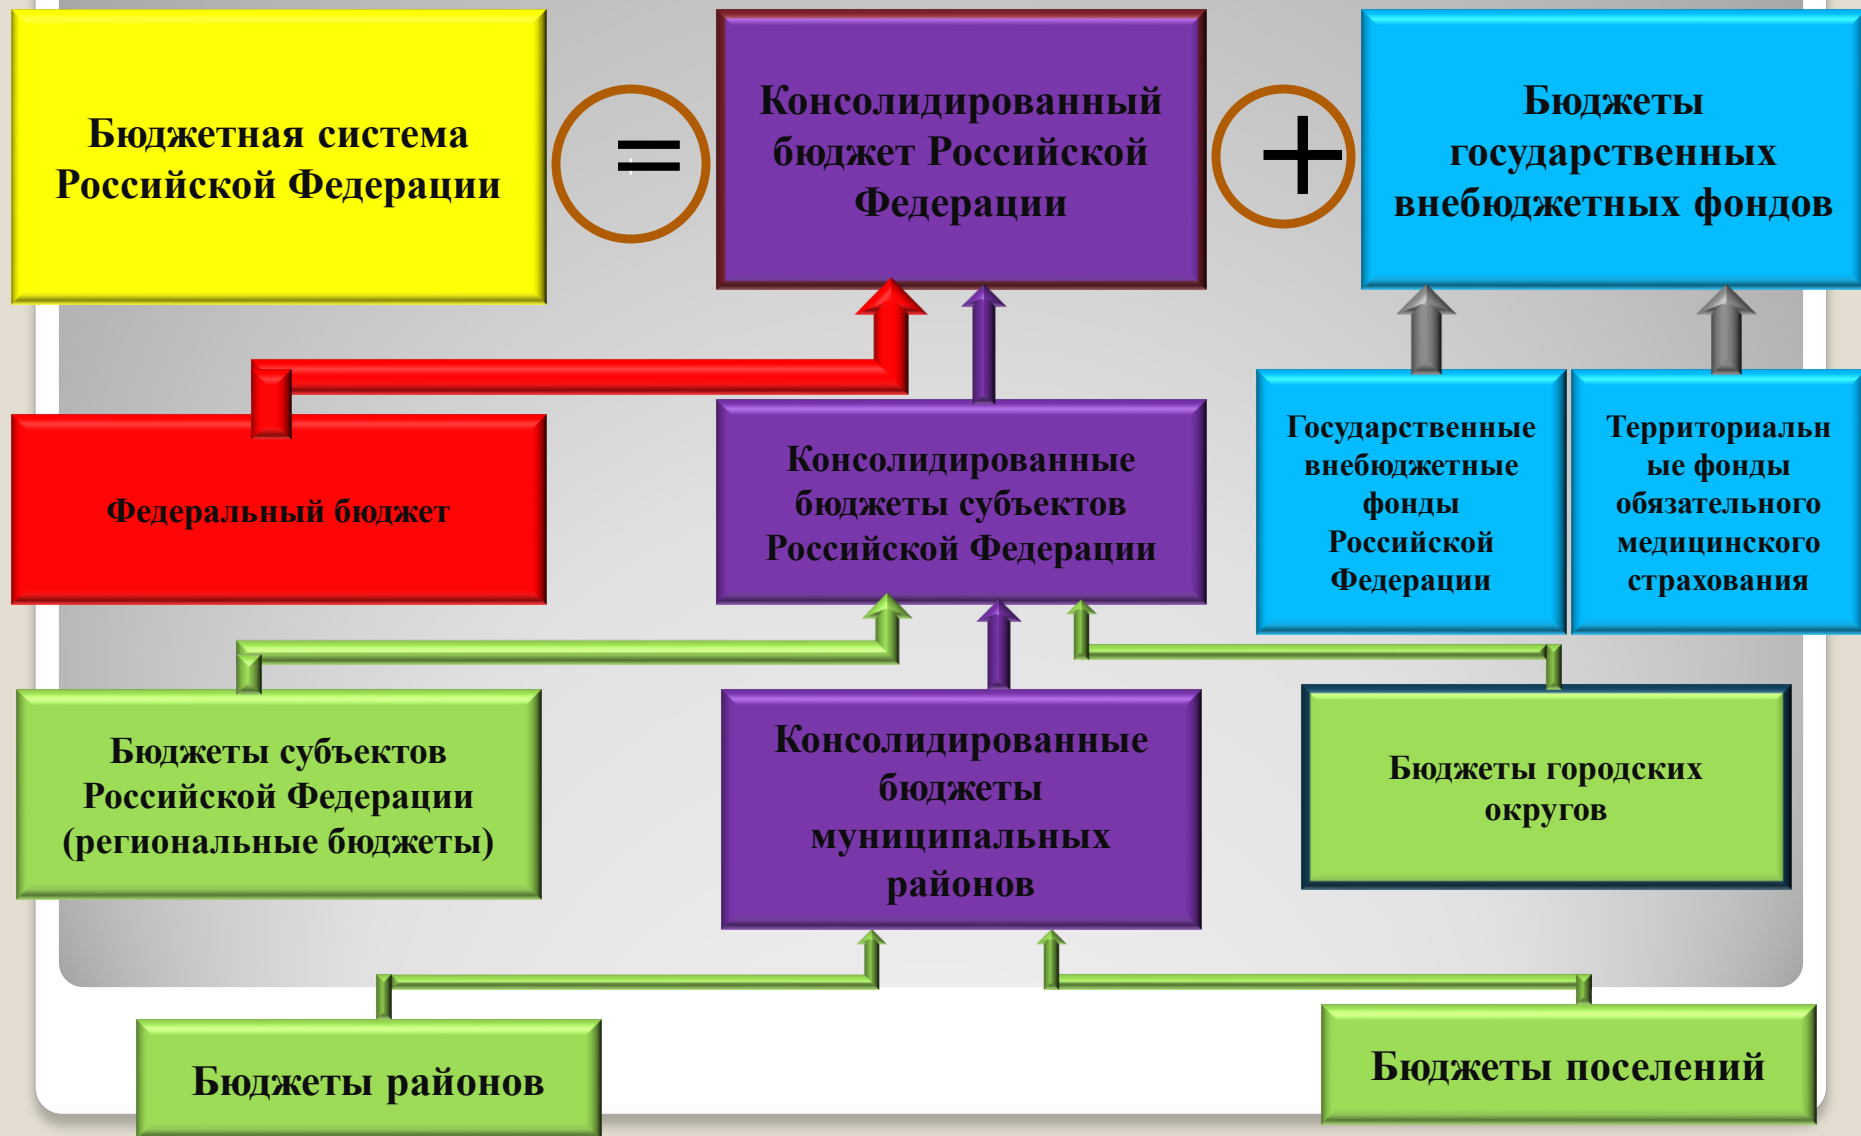 Бюджетная система
Российской Федерации
=
Консолидированный
бюджет Российской
Федерации
+
Бюджеты
государственных
внебюджетных фондов
Федеральный бюджет
Консолидированные
бюджеты субъектов
Российской Федерации
Государственные
внебюджетные
фонды
Российской
Федерации
Территориальн
ые фонды
обязательного
медицинского
страхования
Бюджеты субъектов
Российской Федерации
(региональные бюджеты)
Консолидированные
бюджеты
муниципальных
районов
Бюджеты городских
округов
Бюджеты районов
Бюджеты поселений